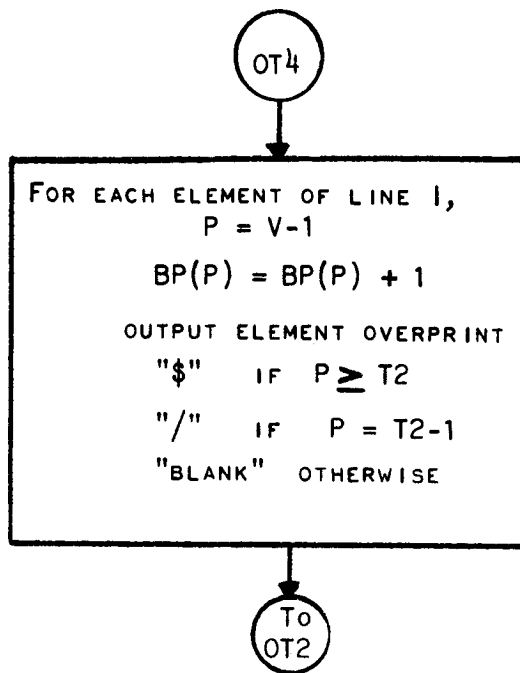 OT4
FOR EACH ELEMENT OF LINE I,
P = V-1
BP(P) = BP(P) + 1
OUTPUT ELEMENT OVERPRINT
"$" IF P ≥ T2
"/" IF P = T2-1
"BLANK" OTHERWISE
To
OT2